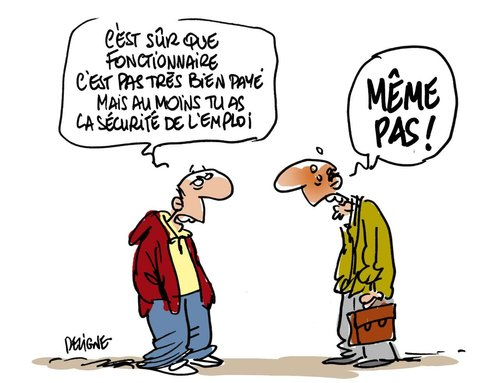 C'EST SÛR QUE
FONCTIONNAIRE
C'EST PAS TRÈS BIEN PAYÉ
MAIS AU MOINS TU AS
LA SÉCURITÉ DE L'EMPLOI
MÊME
PAS !
DELIGNE